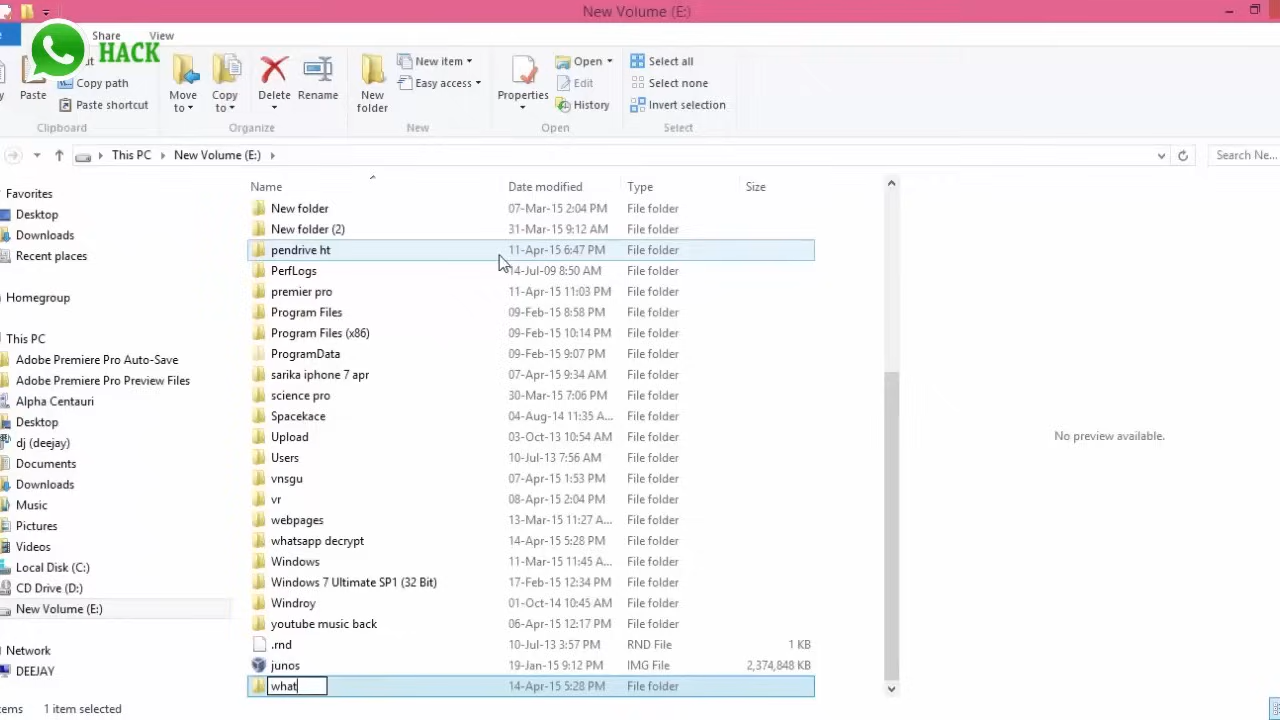 New Volume (E:)
Share View
HACK
Copy path
Paste
Paste shortcut
Clipboard
Move to
Copy to
Delete
Rename
Organize
New folder
New item
Easy access
New
Properties
Open
Edit
History
Open
Select all
Select none
Invert selection
Select
This PC New Volume (E:)
Search Ne...
Favorites
Desktop
Downloads
Recent places
Homegroup
This PC
Adobe Premiere Pro Auto-Save
Adobe Premiere Pro Preview Files
Alpha Centauri
Desktop
dj (deejay)
Documents
Downloads
Music
Pictures
Videos
Local Disk (C:)
CD Drive (D:)
New Volume (E:)
Network
DEEJAY
Name Date modified Type Size
New folder 07-Mar-15 2:04 PM File folder
New folder (2) 31-Mar-15 9:12 AM File folder
pendrive ht 11-Apr-15 6:47 PM File folder
PerfLogs 14-Jul-09 8:50 AM File folder
premier pro 11-Apr-15 11:03 PM File folder
Program Files 09-Feb-15 8:58 PM File folder
Program Files (x86) 09-Feb-15 10:14 PM File folder
ProgramData 09-Feb-15 9:07 PM File folder
sarika iphone 7 apr 07-Apr-15 9:34 AM File folder
science pro 30-Mar-15 7:06 PM File folder
Spacekace 04-Aug-14 11:35 A... File folder
Upload 03-Oct-13 10:54 AM File folder
Users 10-Jul-13 7:56 AM File folder
vnsgu 07-Apr-15 1:53 PM File folder
vr 08-Apr-15 2:04 PM File folder
webpages 13-Mar-15 11:27 A... File folder
whatsapp decrypt 14-Apr-15 5:28 PM File folder
Windows 11-Mar-15 11:45 A... File folder
Windows 7 Ultimate SP1 (32 Bit) 17-Feb-15 12:34 PM File folder
Windroy 01-Oct-14 10:45 AM File folder
youtube music back 06-Apr-15 12:17 PM File folder
.rnd 10-Jul-13 3:57 PM RND File 1 KB
junos 19-Jan-15 9:12 PM IMG File 2,374,848 KB
what 14-Apr-15 5:28 PM File folder
No preview available.
1 item selected